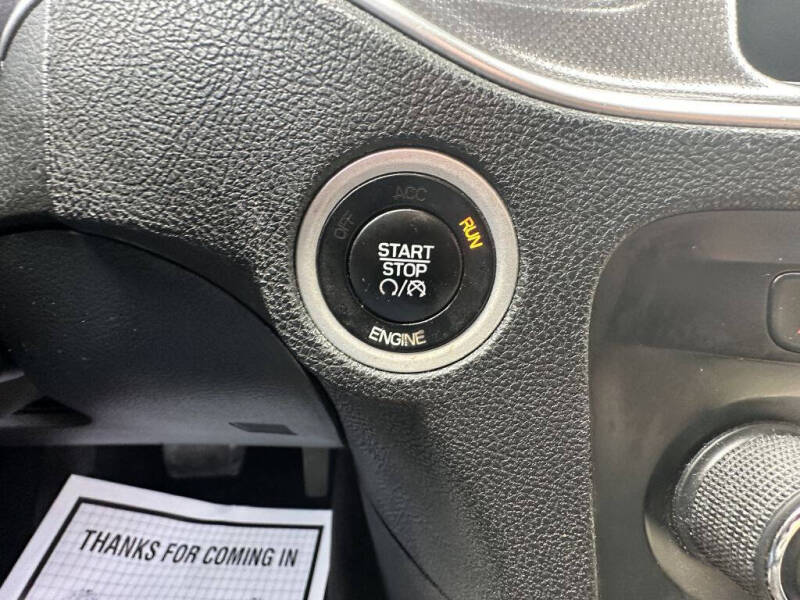 ACC
OFF
RUN
START
STOP
ENGINE
THANKS FOR COMING IN